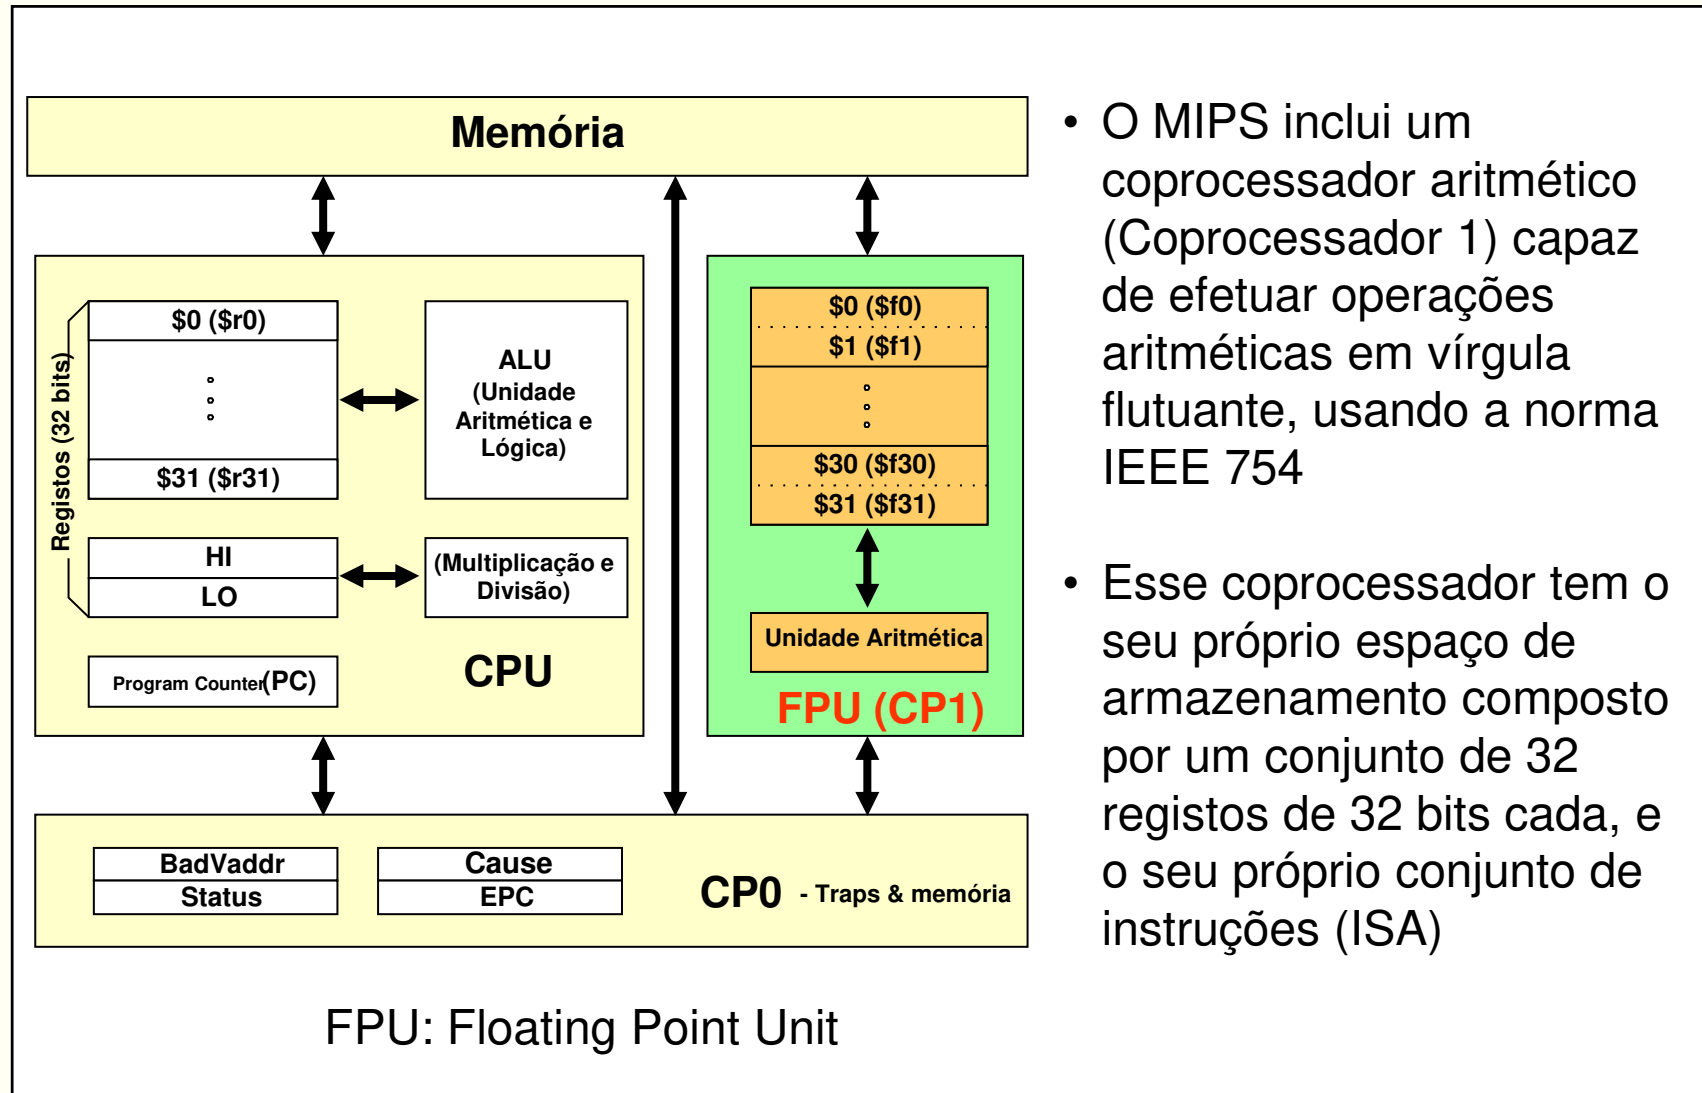 Memória
Registos (32 bits)
$0 ($r0)
$31 ($r31)
HI
LO
Program Counter(PC)
ALU
(Unidade
Aritmética e
Lógica)
(Multiplicação e
Divisão)
CPU
$0 ($f0)
$1 ($f1)
$30 ($f30)
$31 ($f31)
Unidade Aritmética
FPU (CP1)
BadVaddr
Status
Cause
EPC
CP0 - Traps & memória
FPU: Floating Point Unit
• O MIPS inclui um
coprocessador aritmético
(Coprocessador 1) capaz
de efetuar operações
aritméticas em vírgula
flutuante, usando a norma
IEEE 754
• Esse coprocessador tem o
seu próprio espaço de
armazenamento composto
por um conjunto de 32
registos de 32 bits cada, e
o seu próprio conjunto de
instruções (ISA)